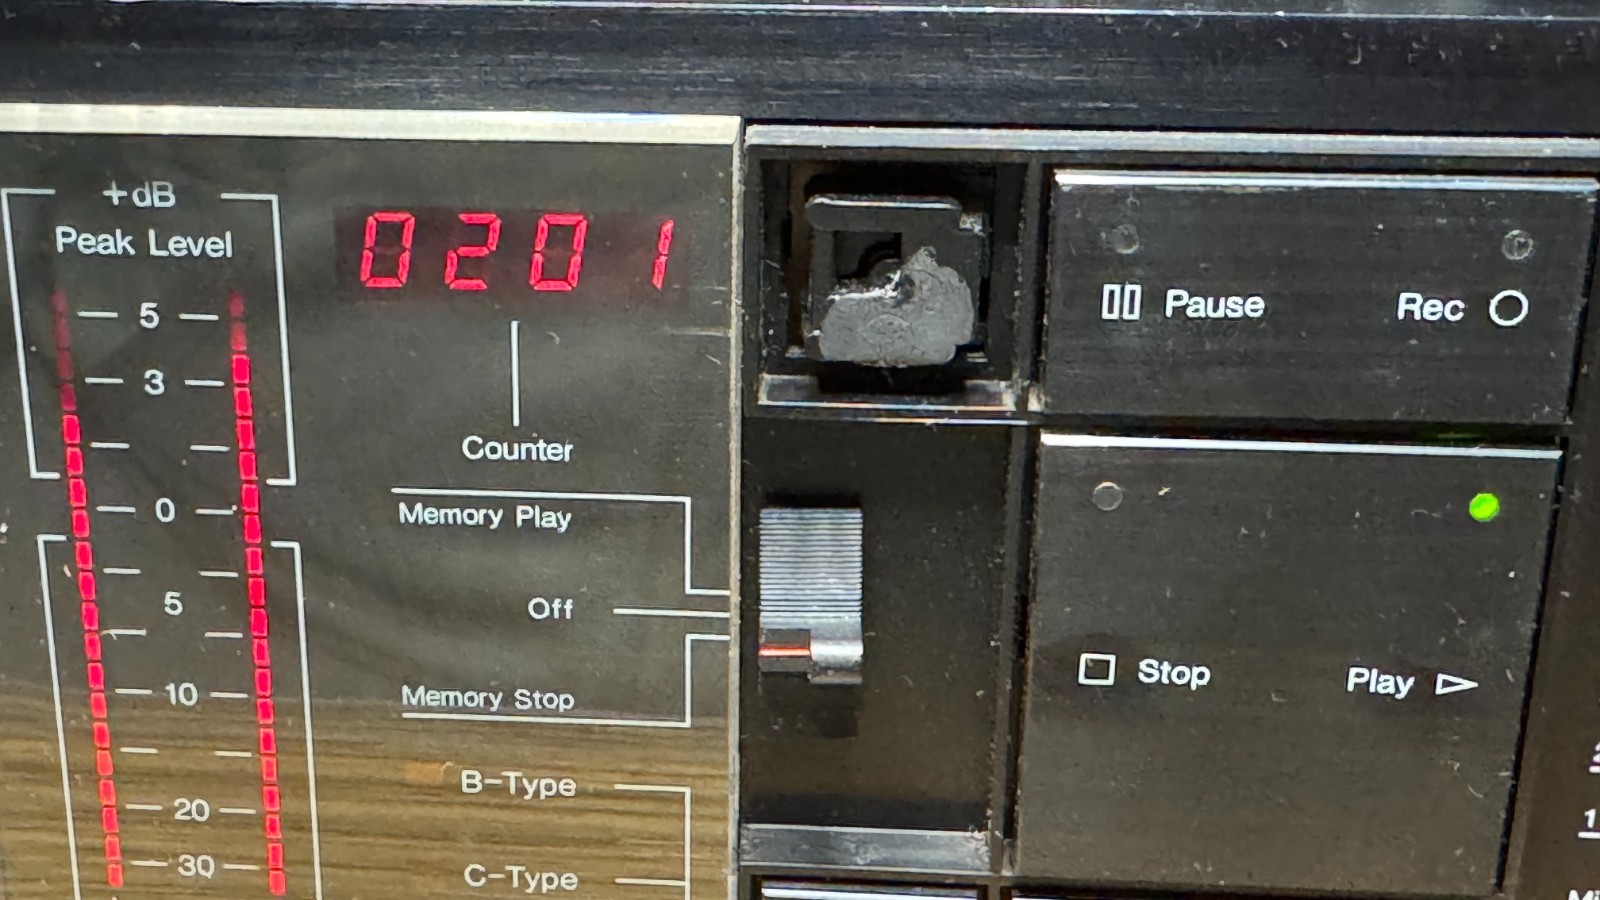 +dB
Peak Level
0201
5
3
0
5
10
20
30
Counter
Memory Play
Off
Memory Stop
B-Type
C-Type
Pause
Rec
Stop
Play
1